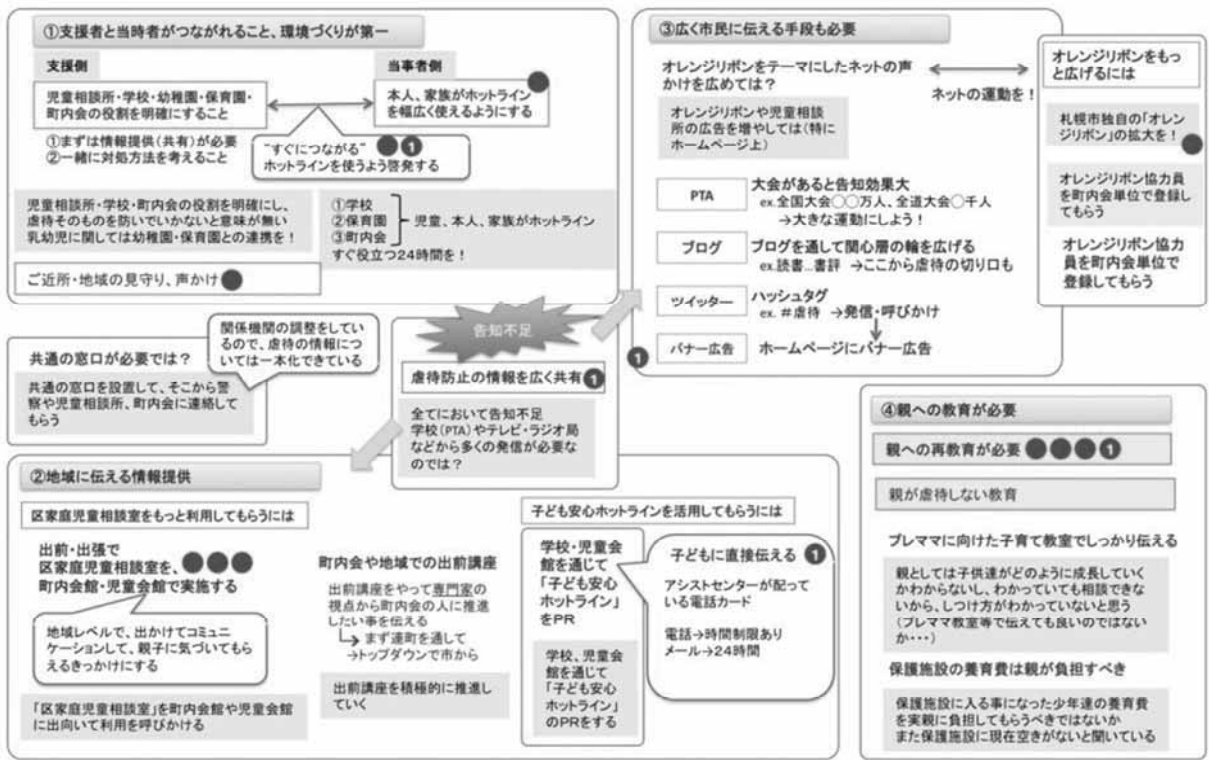 ①支援者と当時者がつながれること、環境づくりが第一
支援側
児童相談所・学校・幼稚園・保育園・
町内会の役割を明確にすること
①まずは情報提供(共有)が必要
②一緒に対処方法を考えること
当事者側
本人、家族がホットライン
を幅広く使えるようにする
“すぐにつながる” ❶
ホットラインを使うよう啓発する
児童相談所・学校・町内会の役割を明確にし、
虐待そのものを防いでいかないと意味が無い
乳幼児に関しては幼稚園・保育園との連携を!
①学校
②保育園
③町内会
児童、本人、家族がホットライン
すぐ役立つ24時間を!
ご近所・地域の見守り、声かけ
共通の窓口が必要では?
関係機関の調整をしてい
るので、虐待の情報につ
いては一本化できている
共通の窓口を設置して、そこから警
察や児童相談所、町内会に連絡して
もらう
告知不足
虐待防止の情報を広く共有❶
全てにおいて告知不足
学校(PTA)やテレビ・ラジオ局
などから多くの発信が必要な
のでは?
②地域に伝える情報提供
区家庭児童相談室をもっと利用してもらうには
出前・出張で
区家庭児童相談室を、
町内会館・児童会館で実施する
地域レベルで、出かけてコミュニ
ケーションして、親子に気づいてもら
えるきっかけにする
「区家庭児童相談室」を町内会や児童会館
に出向いて利用を呼びかける
町内会や地域での出前講座
出前講座をやって専門家の
視点から町内会の人に推進
したい事を伝える
まず連町を通して
→トップダウンで市から
出前講座を積極的に推進し
ていく
子ども安心ホットラインを活用してもらうには
学校・児童会
館を通じて
「子ども安心
ホットライン」
をPR
学校、児童会
館を通じて
「子ども安心
ホットライン」
のPRをする
子どもに直接伝える ❶
アシストセンターが配って
いる電話カード
電話→時間制限あり
メール→24時間
③広く市民に伝える手段も必要
オレンジリボンをテーマにしたネットの声
かけを広めては?
ネットの運動を!
オレンジリボンや児童相談
所の広告を増やしては(特に
ホームページ上)
PTA
大会があると告知効果大
ex.全国大会◯◯万人、全道大会◯千人
→大きな運動にしよう!
ブログ
ブログを通して関心層の輪を広げる
ex.読書...書評 →ここから虐待の切り口も
ツイッター
ハッシュタグ
ex. #虐待 →発信・呼びかけ
❶
バナー広告
ホームページにバナー広告
オレンジリボンをもっ
と広げるには
札幌市独自の「オレン
ジリボン」の拡大を!
オレンジリボン協力員
を町内会単位で登録し
てもらう
オレンジリボン協力
員を町内会単位で
登録してもらう
④親への教育が必要
親への再教育が必要 ❶
親が虐待しない教育
プレママに向けた子育て教室でしっかり伝える
親としては子供達がどのように成長していく
かわからないし、わかっていても相談できな
いから、しつけ方がわかっていないと思う
(プレママ教室等で伝えても良いのではない
か・・・)
保護施設の養育費は親が負担すべき
保護施設に入る事になった少年達の養育費
を実親に負担してもらうべきではないか
また保護施設に現在空きがないと聞いている